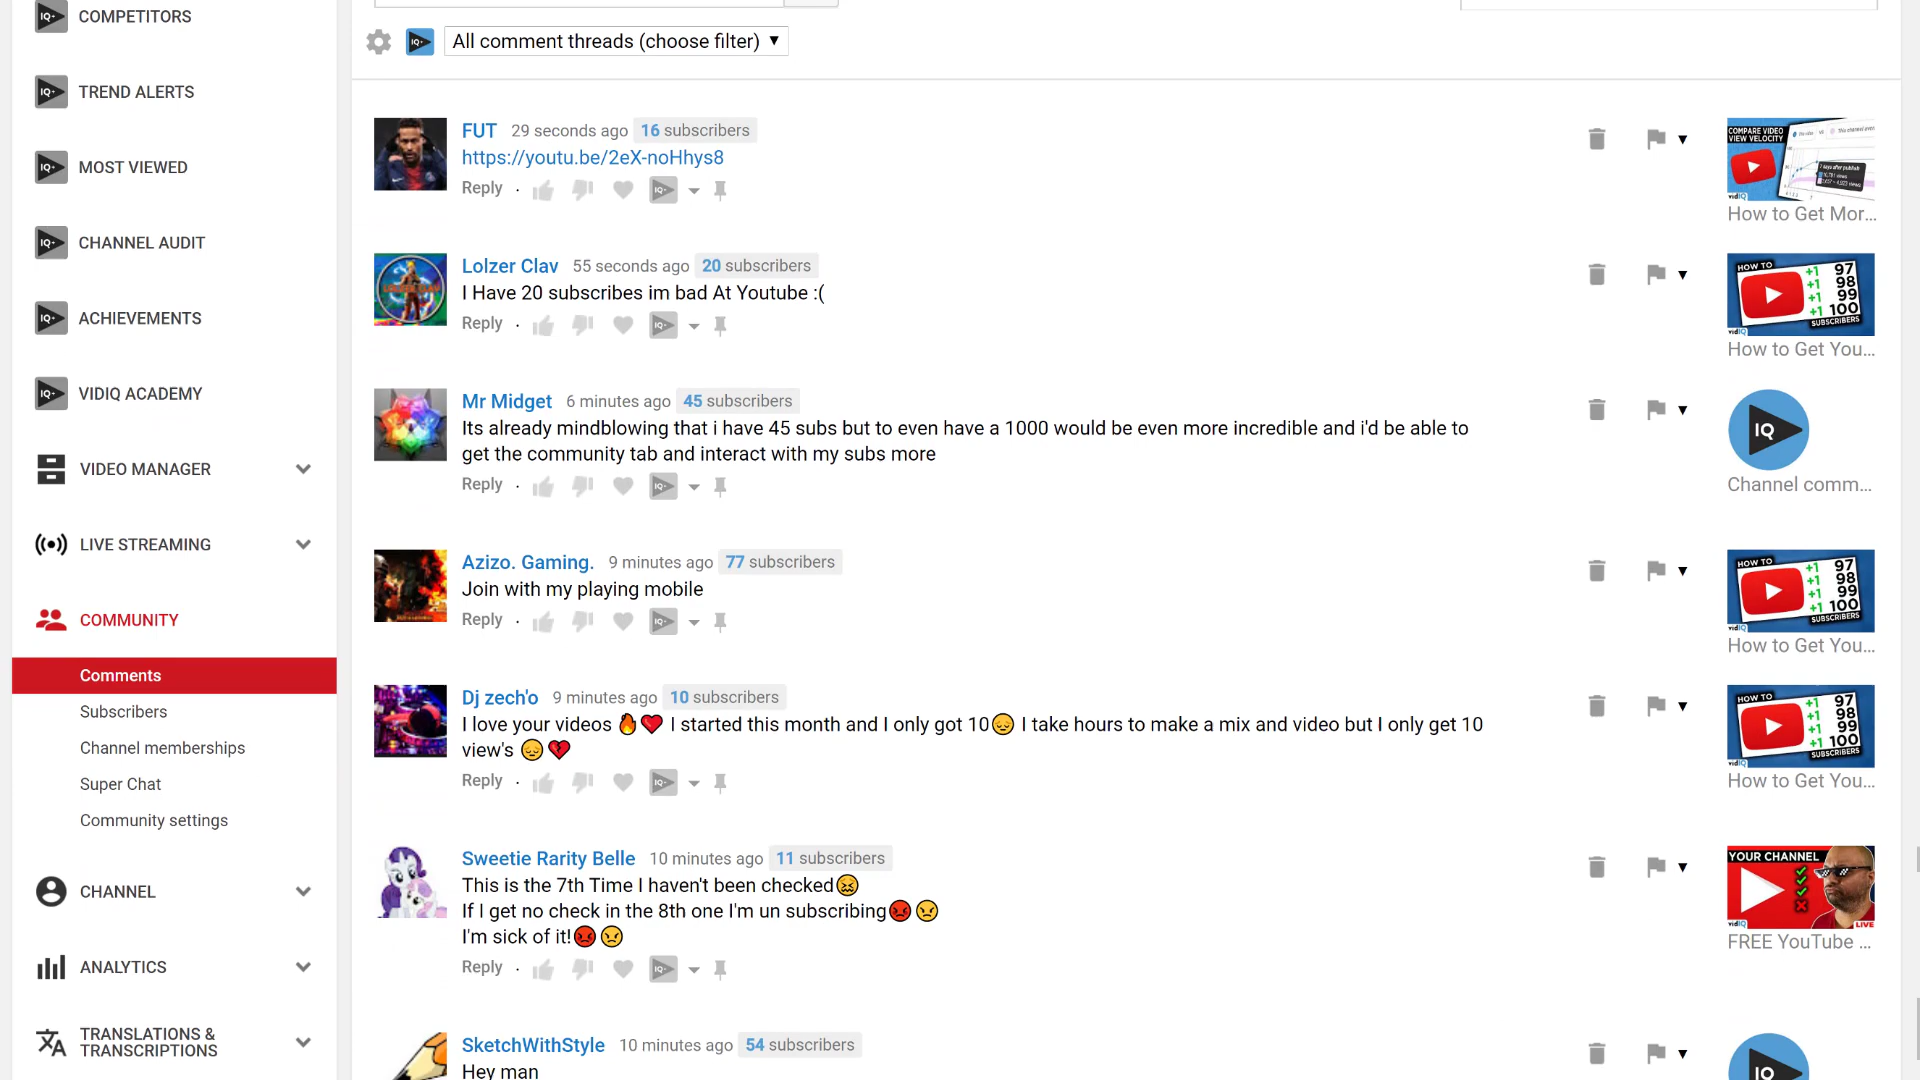 COMPETITORS
TREND ALERTS
MOST VIEWED
CHANNEL AUDIT
ACHIEVEMENTS
VIDIQ ACADEMY
VIDEO MANAGER
LIVE STREAMING
COMMUNITY
Comments
Subscribers
Channel memberships
Super Chat
Community settings
CHANNEL
ANALYTICS
TRANSLATIONS &
TRANSCRIPTIONS
All comment threads (choose filter) ▼
FUT 29 seconds ago 16 subscribers
https://youtu.be/2eX-noHhys8
Reply
COMPARE VIDEO
VIEW VELOCITY
vidIQ
How to Get Mor...
Lolzer Clav 55 seconds ago 20 subscribers
I Have 20 subscribes im bad At Youtube :(
Reply
HOW TO
+1 97
+1 98
+1 99
+1 100
SUBSCRIBERS
vidIQ
How to Get You...
Mr Midget 6 minutes ago 45 subscribers
Its already mindblowing that i have 45 subs but to even have a 1000 would be even more incredible and i'd be able to
get the community tab and interact with my subs more
Reply
IQ
Channel comm...
Azizo. Gaming. 9 minutes ago 77 subscribers
Join with my playing mobile
Reply
HOW TO
+1 97
+1 98
+1 99
+1 100
SUBSCRIBERS
vidIQ
How to Get You...
Dj zech'o 9 minutes ago 10 subscribers
I love your videos 🔥❤️ I started this month and I only got 10😔 I take hours to make a mix and video but I only get 10
view's 😔💔
Reply
HOW TO
+1 97
+1 98
+1 99
+1 100
SUBSCRIBERS
vidIQ
How to Get You...
Sweetie Rarity Belle 10 minutes ago 11 subscribers
This is the 7th Time I haven't been checked😖
If I get no check in the 8th one I'm un subscribing😡😠
I'm sick of it!😡😠
Reply
YOUR CHANNEL
vidIQ
LIVE
FREE YouTube ...
SketchWithStyle 10 minutes ago 54 subscribers
Hey man
IQ